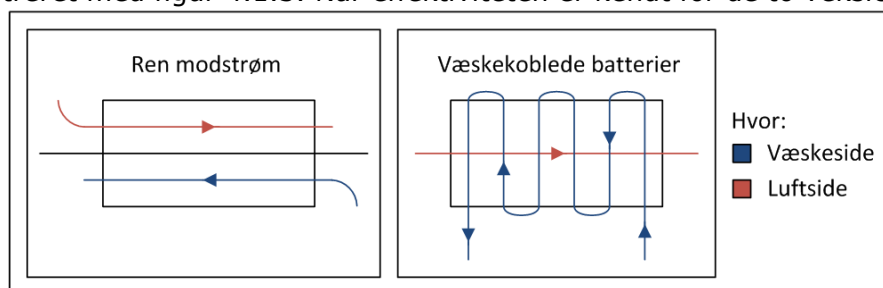 Ren modstrøm
Væskekoblede batterier
Hvor:
Væskeside
Luftside